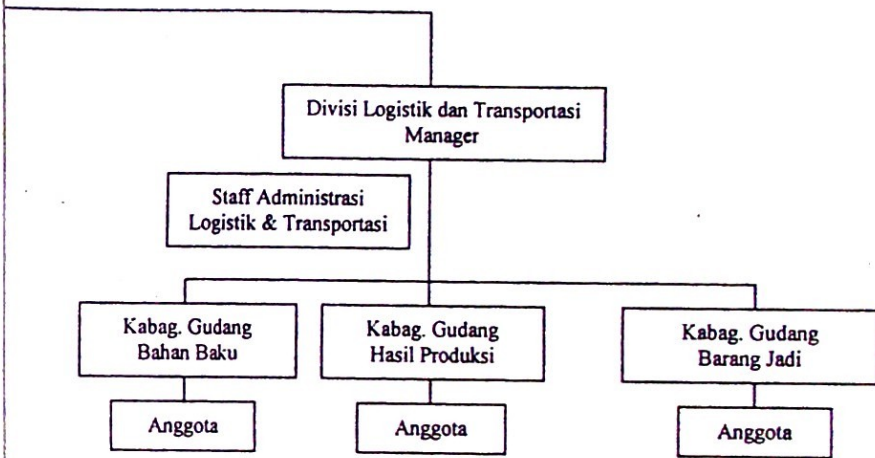 Divisi Logistik dan Transportasi
Manager
Staff Administrasi
Logistik & Transportasi
Kabag. Gudang
Bahan Baku
Kabag. Gudang
Hasil Produksi
Kabag. Gudang
Barang Jadi
Anggota
Anggota
Anggota